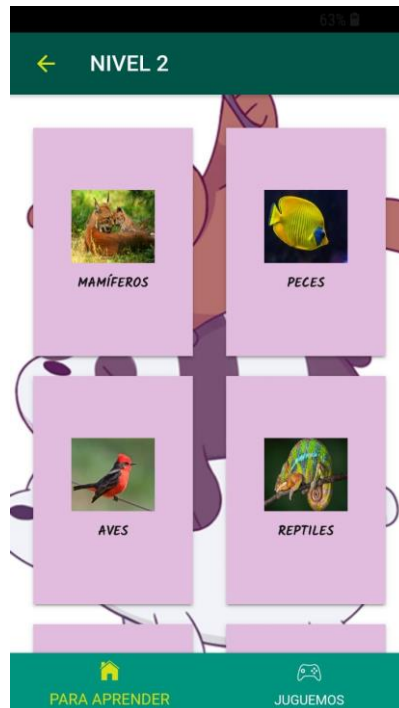 63%
NIVEL 2
MAMÍFEROS
PECES
AVES
REPTILES
PARA APRENDER
JUGUEMOS